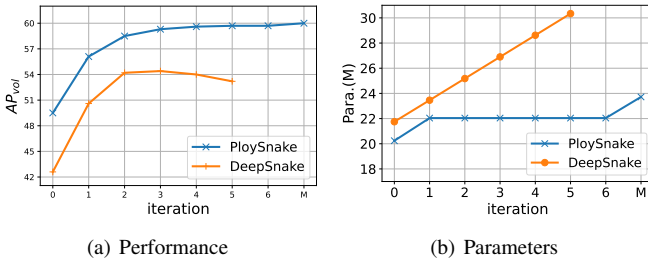 60
57
54
51
48
45
42
AP_vol
0 1 2 3 4 5 6 M
iteration
PloySnake
DeepSnake
(a) Performance
30
28
26
24
22
20
18
Para.(M)
0 1 2 3 4 5 6 M
iteration
PloySnake
DeepSnake
(b) Parameters